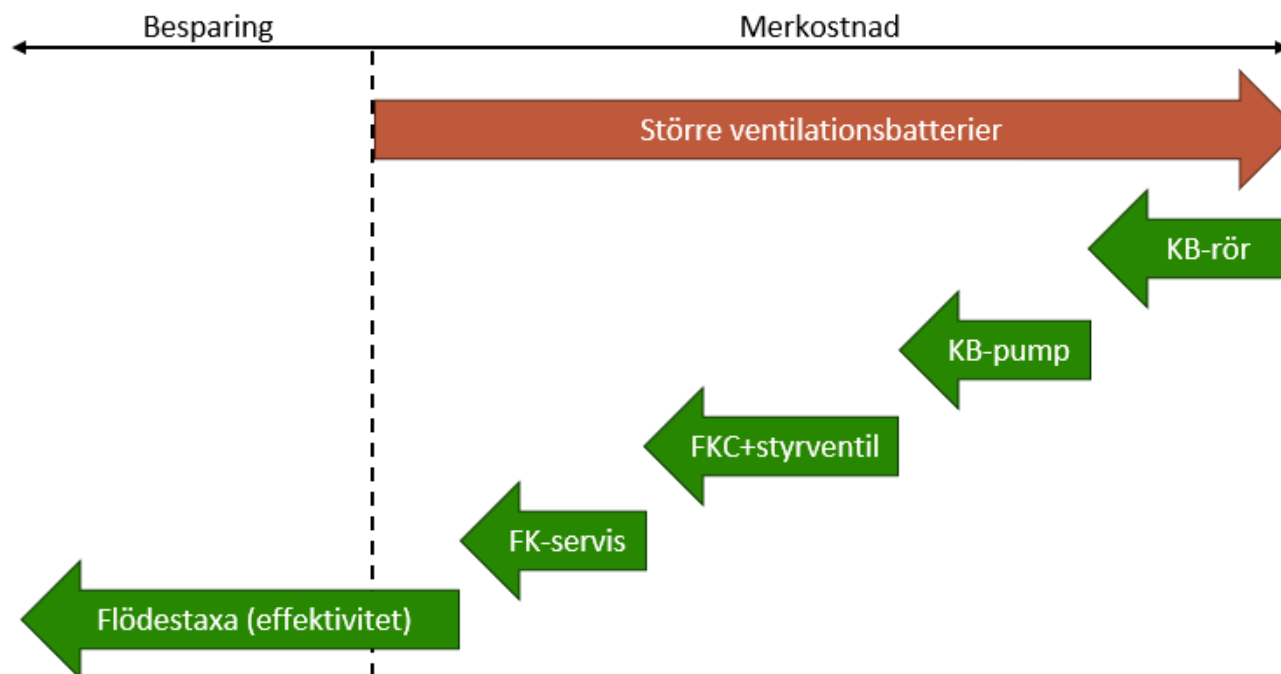 Besparing
Merkostnad
Större ventilationsbatterier
KB-rör
KB-pump
FKC+styrventil
FK-servis
Flödestaxa (effektivitet)